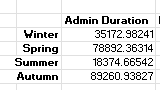 Admin Duration
Winter 35172.98241
Spring 78892.36314
Summer 18374.66542
Autumn 89260.93827